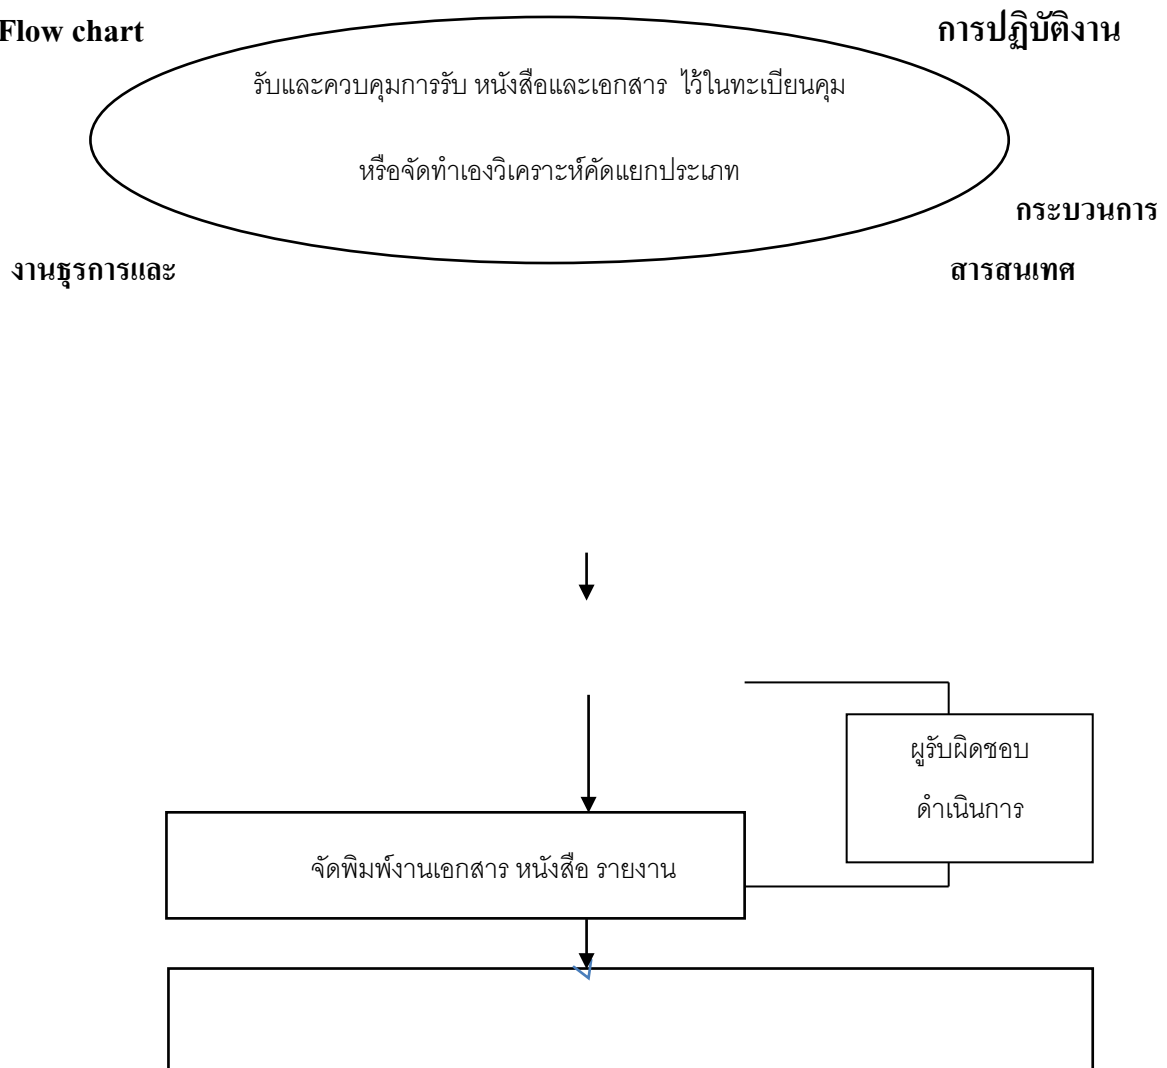 Flow chart การปฏิบัติงาน
รับและควบคุมการรับ หนังสือและเอกสาร ไว้ในทะเบียนคุม
หรือจัดทำเองวิเคราะห์คัดแยกประเภท
กระบวนการ
งานธุรการและ สารสนเทศ
ผูรับผิดชอบ
ดำเนินการ
จัดพิมพ์งานเอกสาร หนังสือ รายงาน